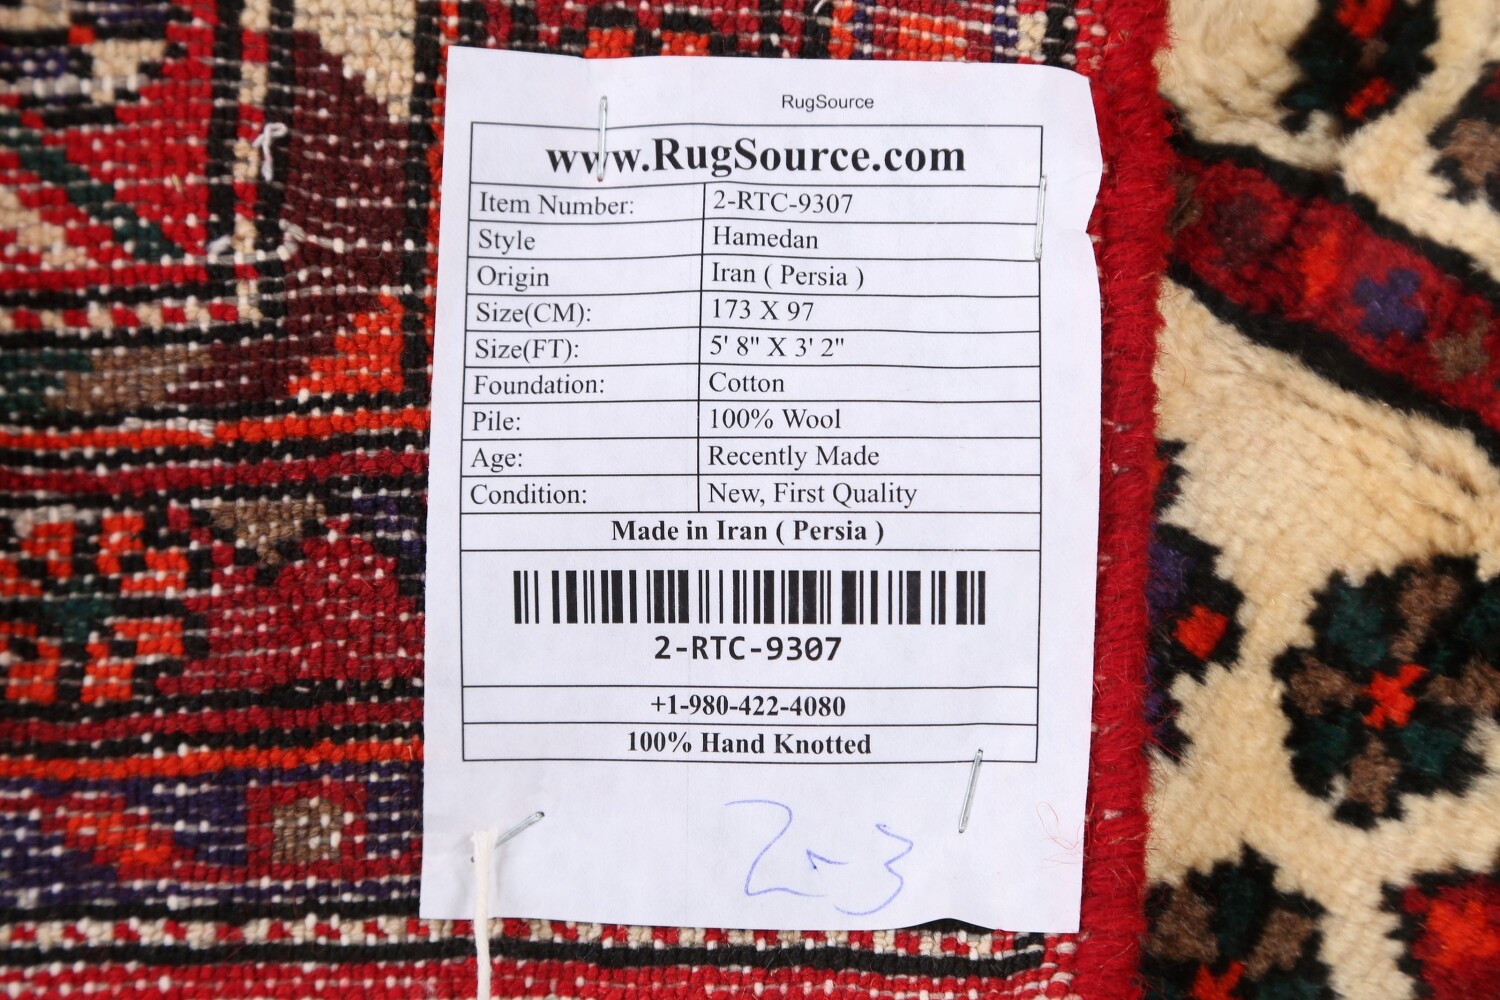 RugSource
www.RugSource.com
Item Number: 2-RTC-9307
Style Hamedan
Origin Iran ( Persia )
Size(CM): 173 X 97
Size(FT): 5' 8" X 3' 2"
Foundation: Cotton
Pile: 100% Wool
Age: Recently Made
Condition: New, First Quality
Made in Iran ( Persia )
2-RTC-9307
+1-980-422-4080
100% Hand Knotted
2-3